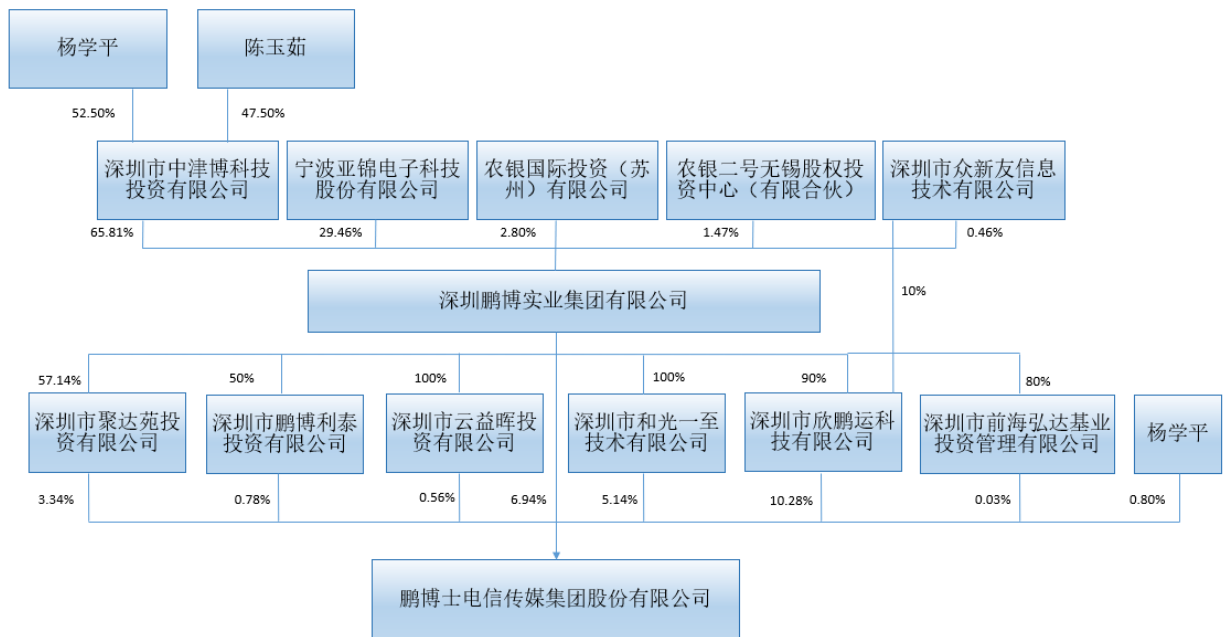 杨学平
陈玉茹
52.50%
47.50%
深圳市中津博科技
投资有限公司
宁波亚锦电子科技
股份有限公司
农银国际投资（苏
州）有限公司
农银二号无锡股权投
资中心（有限合伙）
深圳市众新友信息
技术有限公司
65.81%
29.46%
2.80%
1.47%
0.46%
深圳鹏博实业集团有限公司
10%
57.14%
50%
100%
100%
90%
80%
深圳市聚达苑投
资有限公司
深圳市鹏博利泰
投资有限公司
深圳市云益晖投
资有限公司
深圳市和光一至
技术有限公司
深圳市欣鹏运科
技有限公司
深圳市前海弘达基业
投资管理有限公司
杨学平
3.34%
0.78%
0.56%
6.94%
5.14%
10.28%
0.03%
0.80%
鹏博士电信传媒集团股份有限公司